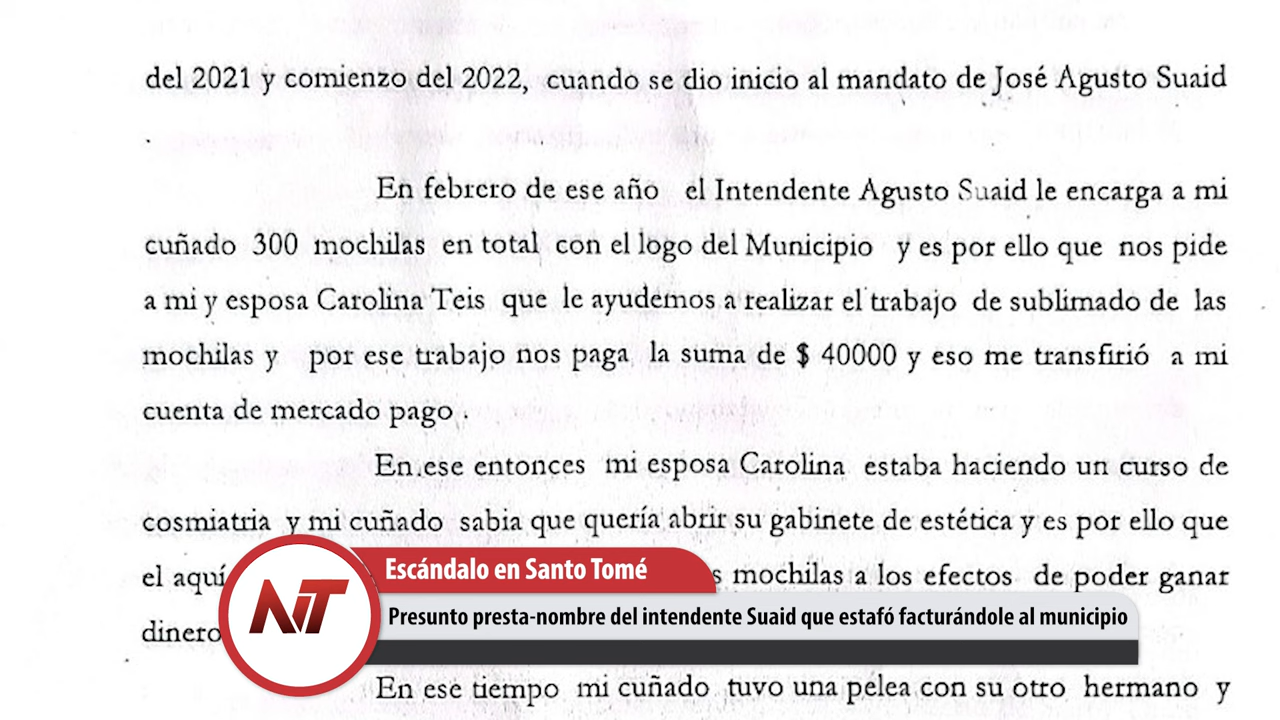 del 2021 y comienzo del 2022, cuando se dio inicio al mandato de José Agusto Suaid
.
En febrero de ese año el Intendente Agusto Suaid le encarga a mi
cuñado 300 mochilas en total con el logo del Municipio y es por ello que nos pide
a mi y esposa Carolina Teis que le ayudemos a realizar el trabajo de sublimado de las
mochilas y por ese trabajo nos paga la suma de $ 40000 y eso me transfirió a mi
cuenta de mercado pago.
En ese entonces mi esposa Carolina estaba haciendo un curso de
cosmiatria y mi cuñado sabia que quería abrir su gabinete de estética y es por ello que
el aquí s mochilas a los efectos de poder ganar
dinero
En ese tiempo mi cuñado tuvo una pelea con su otro hermano y
NT
Escándalo en Santo Tomé
Presunto presta-nombre del intendente Suaid que estafó facturándole al municipio